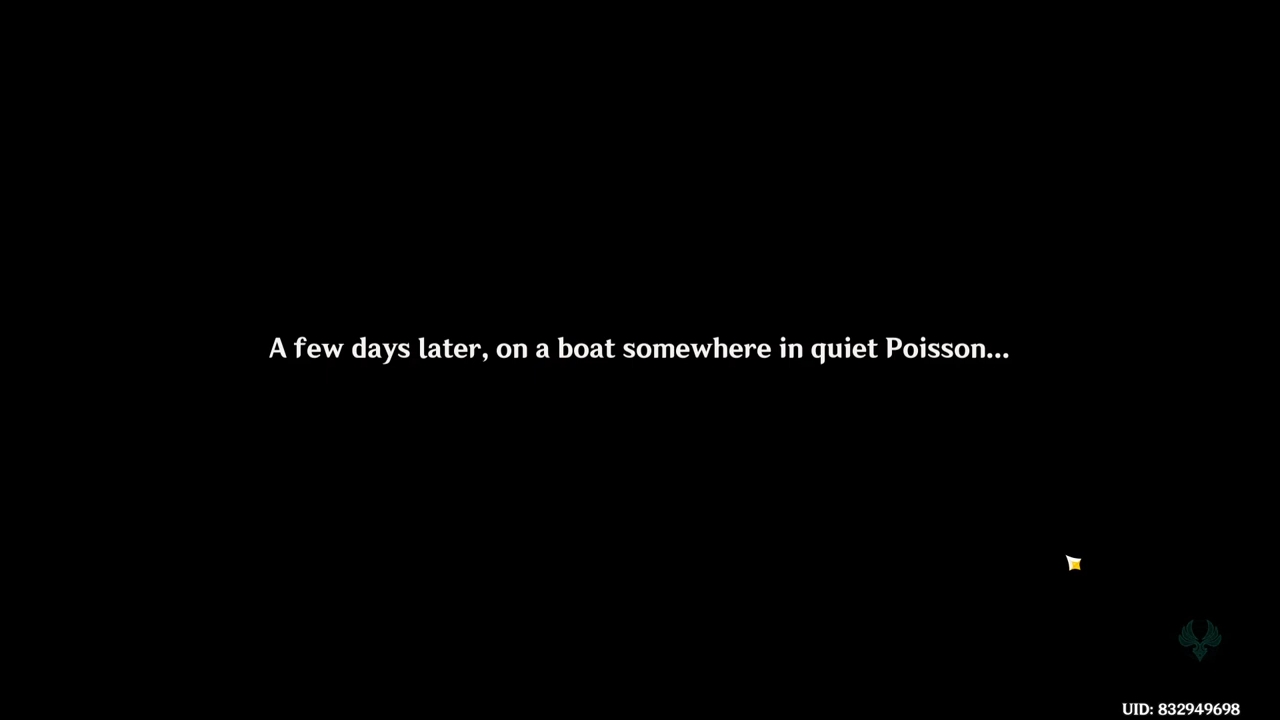 A few days later, on a boat somewhere in quiet Poisson...
UID: 832949698